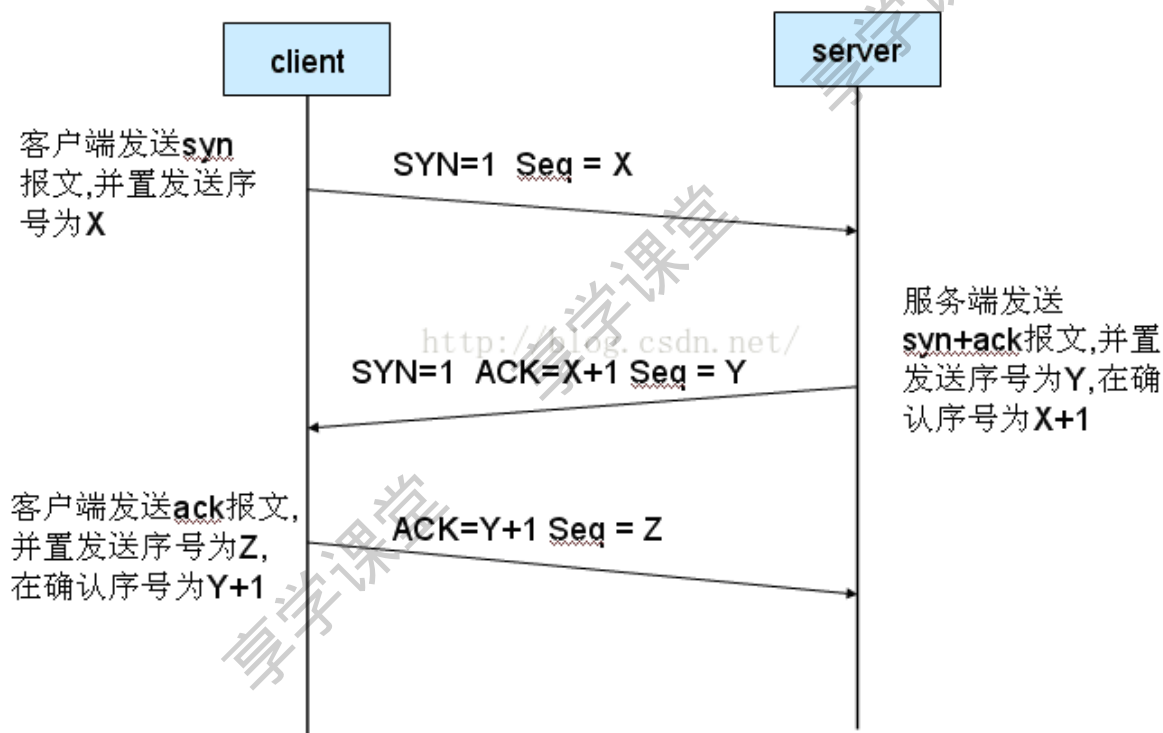 client
server
客户端发送syn
报文,并置发送序
号为X
SYN=1 Seq = X
服务端发送
syn+ack报文,并置
发送序号为Y,在确
认序号为X+1
http://blog.csdn.net/
SYN=1 ACK=X+1 Seq = Y
客户端发送ack报文,
并置发送序号为Z,
在确认序号为Y+1
ACK=Y+1 Seq = Z
享学课堂
享学课堂
享学课